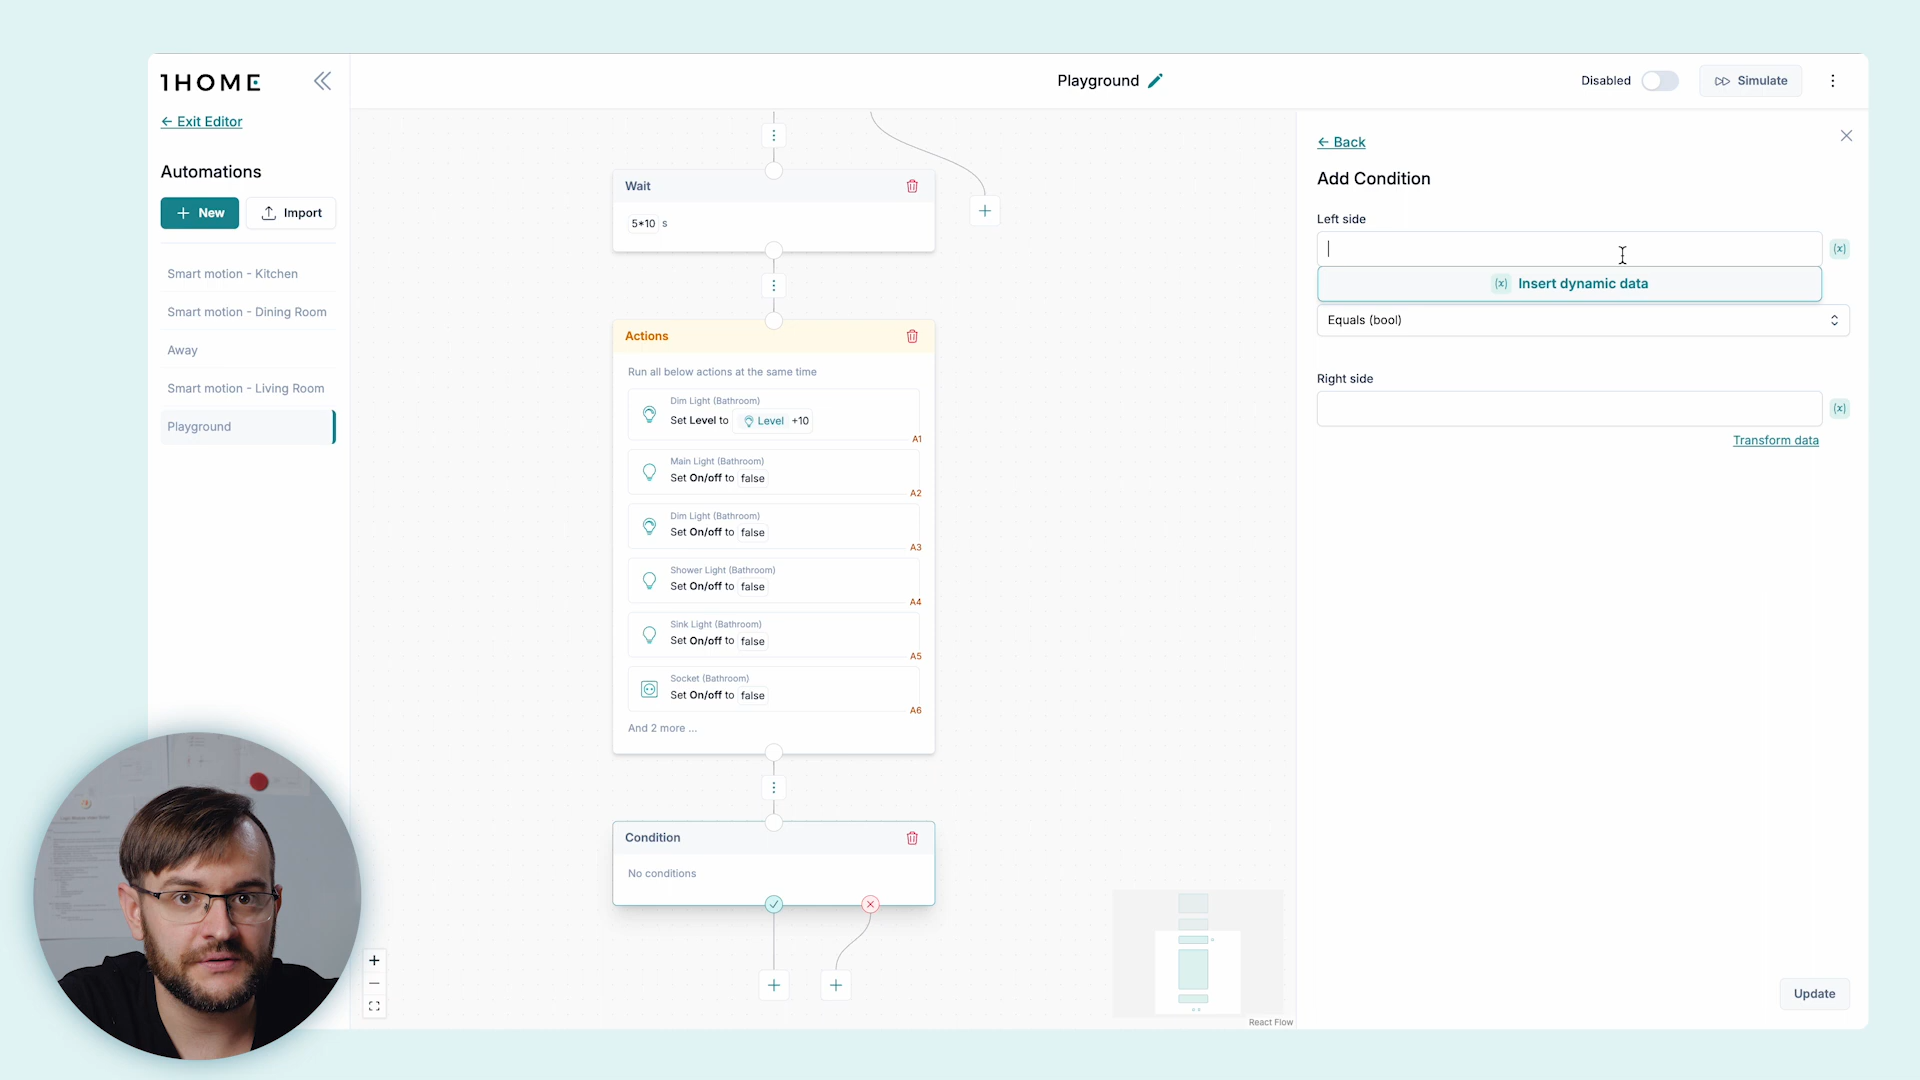 1HOME
← Exit Editor
Automations
+ New
Import
Smart motion - Kitchen
Smart motion - Dining Room
Away
Smart motion - Living Room
Playground
Playground
Disabled
Simulate
Wait
5*10 s
Actions
Run all below actions at the same time
Dim Light (Bathroom)
Set Level to Level +10
A1
Main Light (Bathroom)
Set On/off to false
A2
Dim Light (Bathroom)
Set On/off to false
A3
Shower Light (Bathroom)
Set On/off to false
A4
Sink Light (Bathroom)
Set On/off to false
A5
Socket (Bathroom)
Set On/off to false
A6
And 2 more ...
Condition
No conditions
React Flow
← Back
Add Condition
Left side
(x)
(x) Insert dynamic data
Equals (bool)
Right side
(x)
Transform data
Update